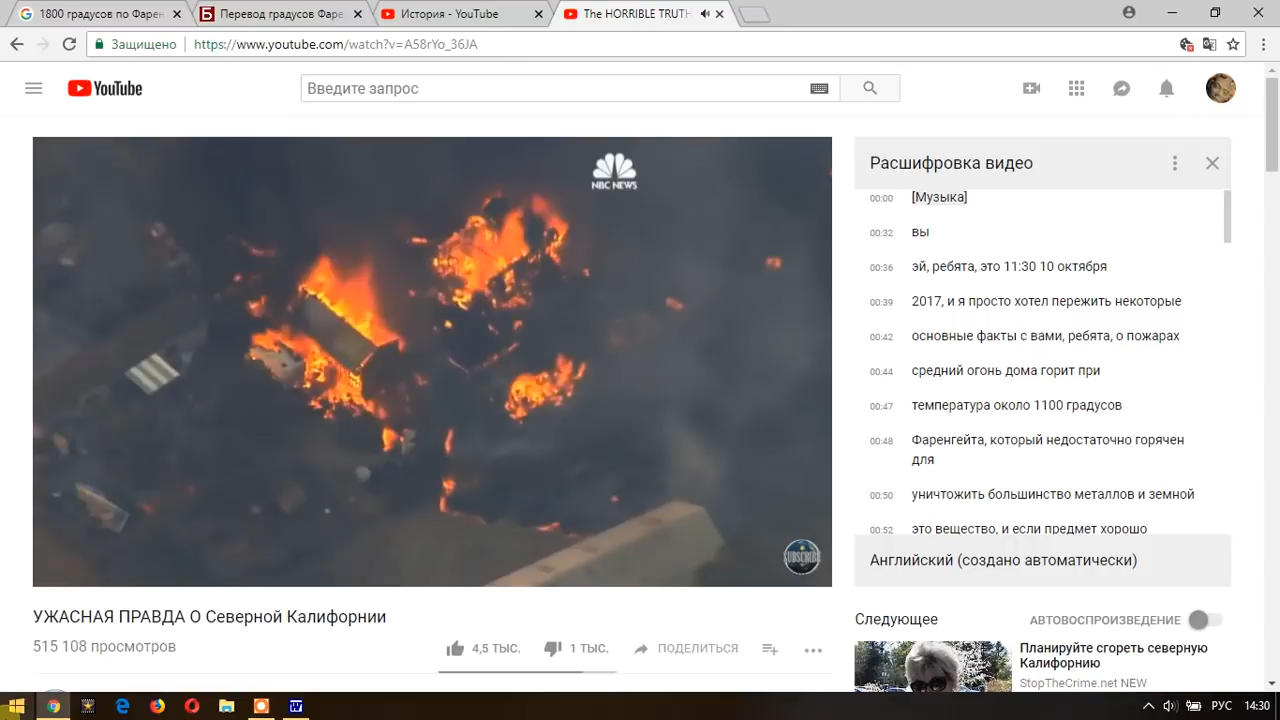 1800 градусов по Фарен
Перевод градусов Фарен
История - YouTube
The HORRIBLE TRUTH
Защищено
https://www.youtube.com/watch?v=A58rYo_36JA
YouTube
Введите запрос
NBC NEWS
SUBSCRIBE
УЖАСНАЯ ПРАВДА О Северной Калифорнии
515 108 просмотров
4,5 ТЫС.
1 ТЫС.
ПОДЕЛИТЬСЯ
Расшифровка видео
00:00 [Музыка]
00:32 вы
00:36 эй, ребята, это 11:30 10 октября
00:39 2017, и я просто хотел пережить некоторые
00:42 основные факты с вами, ребята, о пожарах
00:44 средний огонь дома горит при
00:47 температура около 1100 градусов
00:48 Фаренгейта, который недостаточно горячен
для
00:50 уничтожить большинство металлов и земной
00:52 это вещество, и если предмет хорошо
Английский (создано автоматически)
Следующее
АВТОВОСПРОИЗВЕДЕНИЕ
Планируйте сгореть северную
Калифорнию
StopTheCrime.net NEW
РУС
14:30